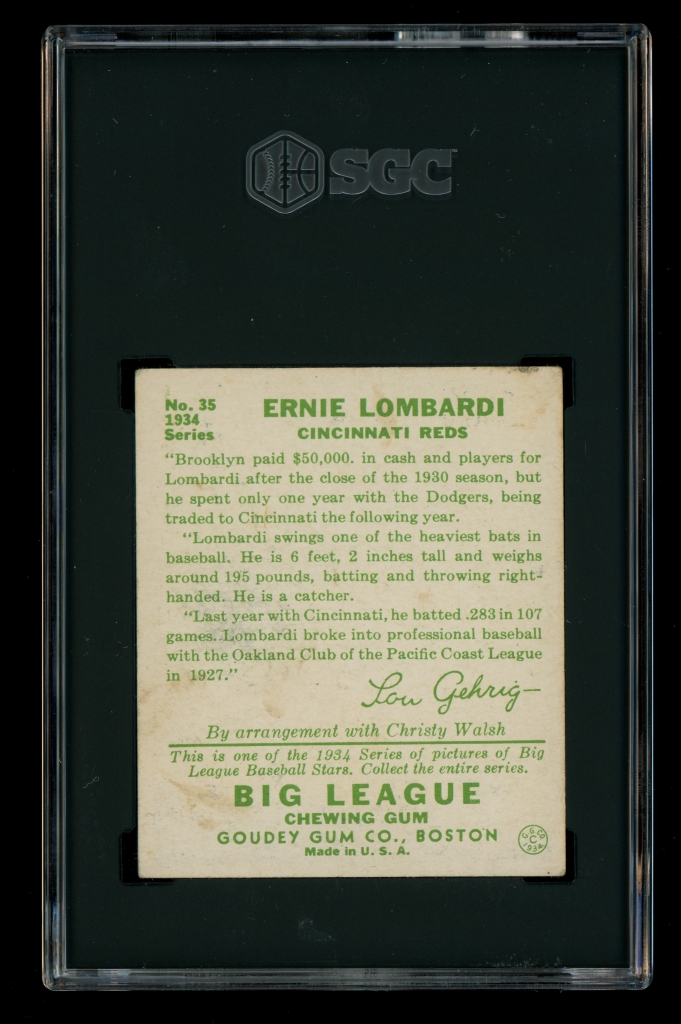 SGC
No. 35
1934
Series
ERNIE LOMBARDI
CINCINNATI REDS
"Brooklyn paid $50,000. in cash and players for
Lombardi after the close of the 1930 season, but
he spent only one year with the Dodgers, being
traded to Cincinnati the following year.
"Lombardi swings one of the heaviest bats in
baseball. He is 6 feet, 2 inches tall and weighs
around 195 pounds, batting and throwing right-
handed. He is a catcher.
"Last year with Cincinnati, he batted .283 in 107
games. Lombardi broke into professional baseball
with the Oakland Club of the Pacific Coast League
in 1927."
Lou Gehrig—
By arrangement with Christy Walsh
This is one of the 1934 Series of pictures of Big
League Baseball Stars. Collect the entire series.
BIG LEAGUE
CHEWING GUM
GOUDEY GUM CO., BOSTON
Made in U. S. A.
G.G.CO.
C
1934